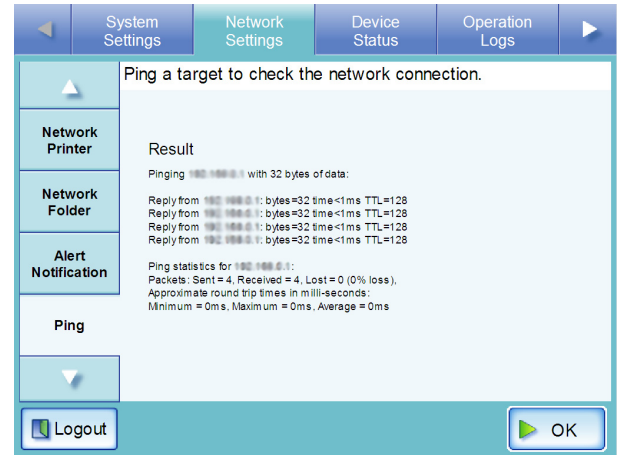 System
Settings
Network
Settings
Device
Status
Operation
Logs
Ping a target to check the network connection.
Network
Printer
Network
Folder
Alert
Notification
Ping
Result
Pinging with 32 bytes of data:
Reply from : bytes=32 time<1ms TTL=128
Reply from : bytes=32 time<1ms TTL=128
Reply from : bytes=32 time<1ms TTL=128
Reply from : bytes=32 time<1ms TTL=128
Ping statistics for :
Packets: Sent = 4, Received = 4, Lost = 0 (0% loss),
Approximate round trip times in milli-seconds:
Minimum = 0ms, Maximum = 0ms, Average = 0ms
Logout
OK